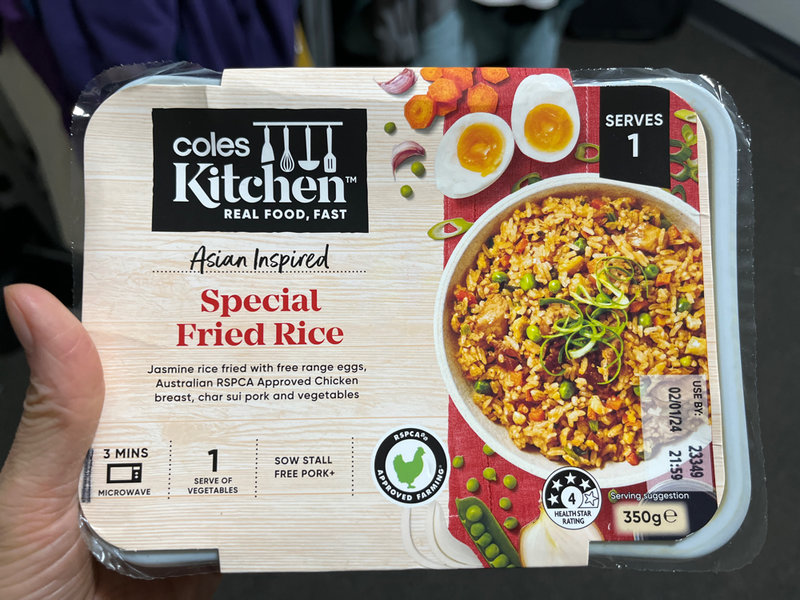 coles
Kitchen™
REAL FOOD, FAST
Asian Inspired
Special
Fried Rice
Jasmine rice fried with free range eggs,
Australian RSPCA Approved Chicken
breast, char sui pork and vegetables
3 MINS
MICROWAVE
1
SERVE OF
VEGETABLES
SOW STALL
FREE PORK+
RSPCA
APPROVED FARMING
SERVES
1
USE BY:
02/01/24
23349
21:59
4
HEALTH STAR
RATING
Serving suggestion
350g ℮